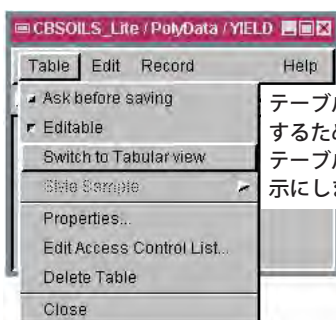 CBSOILS_Lite / PolyData / YIELD
Table Edit Record Help
Ask before saving
Editable
Switch to Tabular view
Style Sample
Properties...
Edit Access Control List...
Delete Table
Close
テーブル
するため
テーブル
示にしま